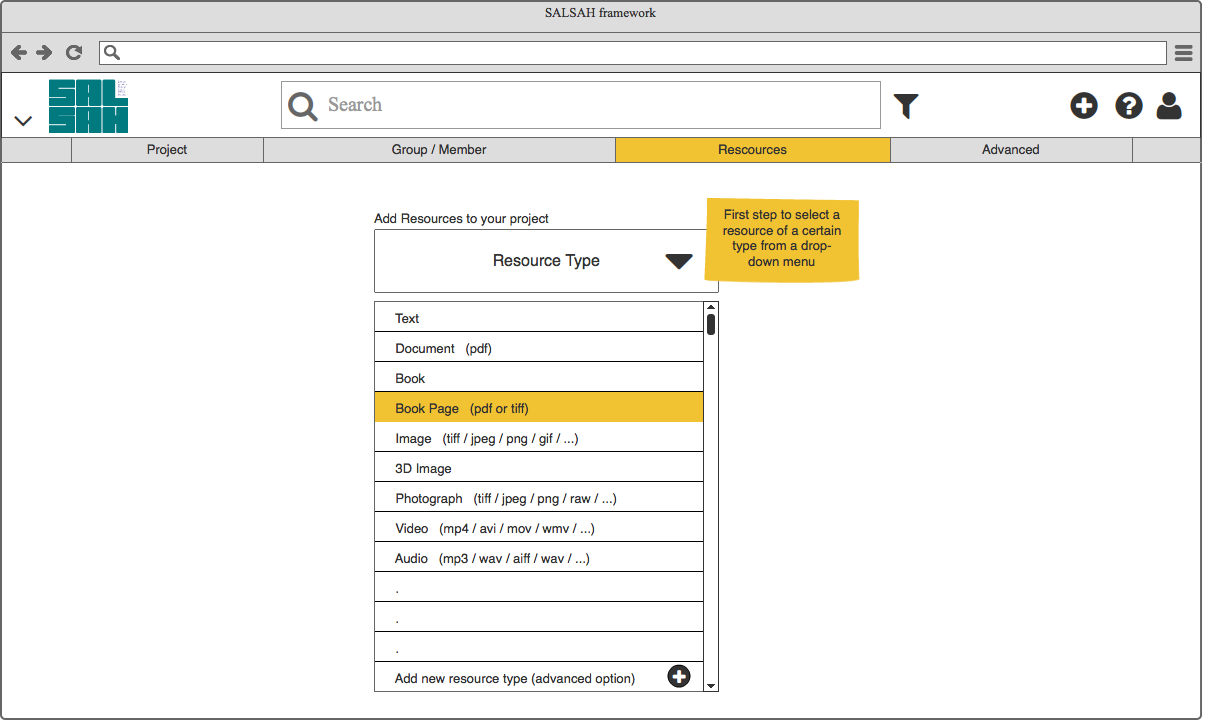 SALSAH framework
SAL
SAH
Search
Project
Group / Member
Rescources
Advanced
Add Resources to your project
First step to select a
resource of a certain
type from a drop-
down menu
Resource Type
Text
Document (pdf)
Book
Book Page (pdf or tiff)
Image (tiff / jpeg / png / gif / ...)
3D Image
Photograph (tiff / jpeg / png / raw / ...)
Video (mp4 / avi / mov / wmv / ...)
Audio (mp3 / wav / aiff / wav / ...)
.
.
.
Add new resource type (advanced option)